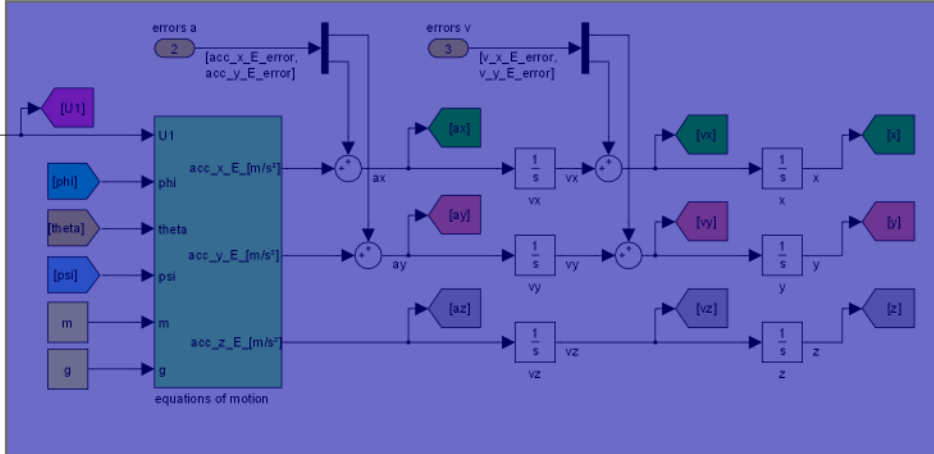 errors a
errors v
2
3
[acc_x_E_error,
acc_y_E_error]
[v_x_E_error,
v_y_E_error]
[U1]
[ax]
[vx]
[x]
U1
acc_x_E_[m/s²]
1
s
1
s
ax
vx
x
vx
x
[phi]
phi
[ay]
[vy]
[y]
[theta]
theta
acc_y_E_[m/s²]
1
s
1
s
ay
vy
y
vy
y
[psi]
psi
[az]
[vz]
[z]
m
m
acc_z_E_[m/s²]
1
s
1
s
vz
z
vz
z
g
g
equations of motion